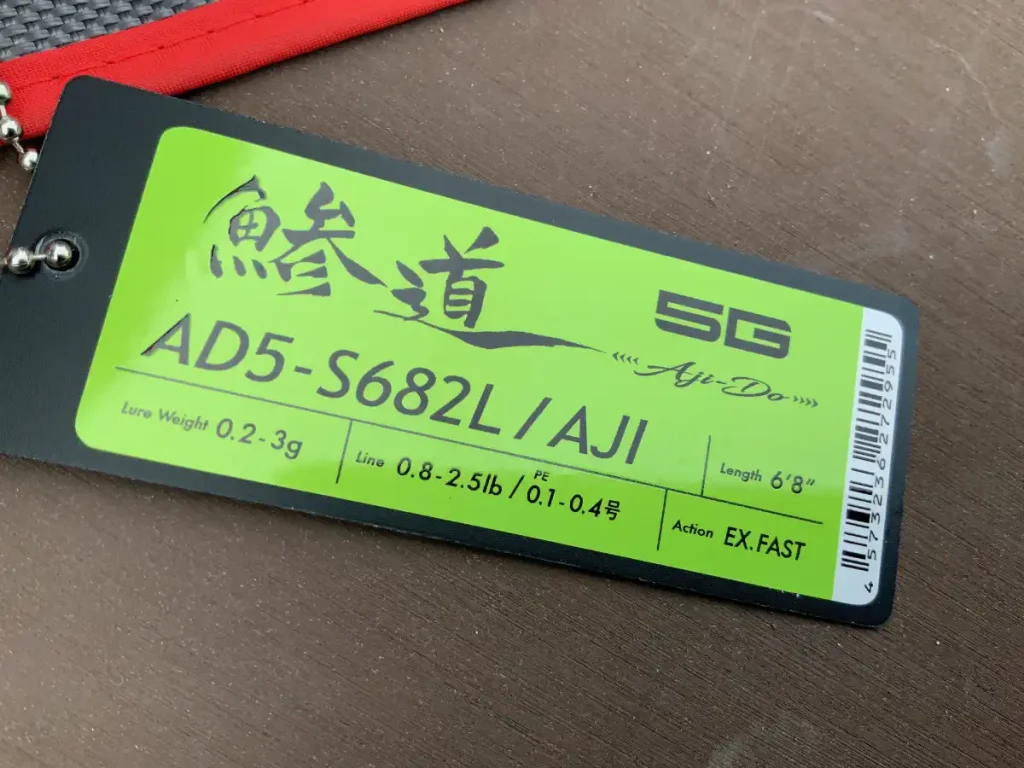 鯵道
5G
Aji-Do
AD5-S682L / AJI
Length 6'8"
Lure Weight 0.2-3g
Line 0.8-2.5lb / PE 0.1-0.4号
Action EX.FAST
4573236272955